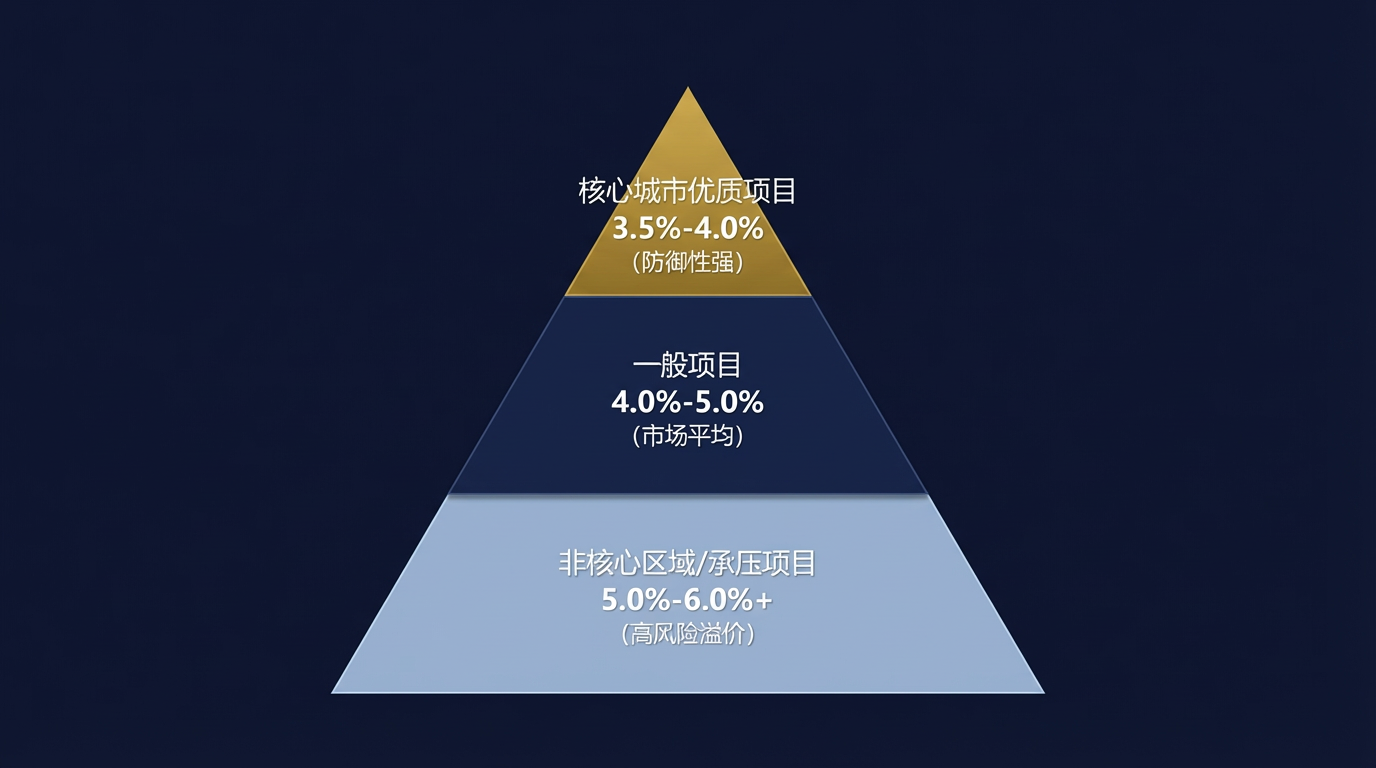 核心城市优质项目
3.5%-4.0%
(防御性强)
一般项目
4.0%-5.0%
(市场平均)
非核心区域/承压项目
5.0%-6.0%+
(高风险溢价)